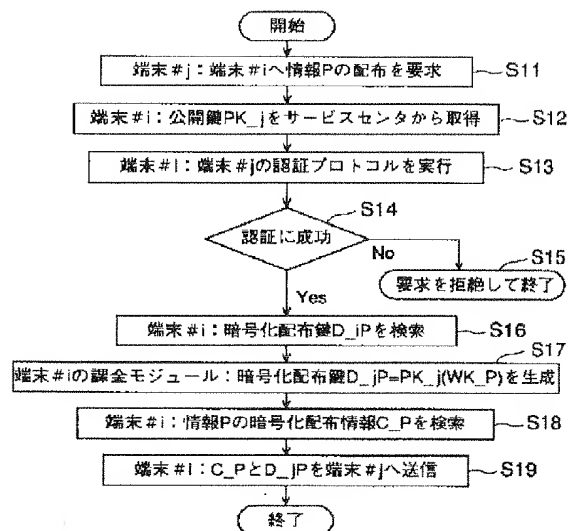 開始
端末#j:端末#iへ情報Pの配布を要求
S11
端末#i:公開鍵PK_jをサービスセンタから取得
S12
端末#i:端末#jの認証プロトコルを実行
S13
S14
認証に成功
No
S15
要求を拒絶して終了
Yes
端末#i:暗号化配布鍵D_iPを検索
S16
S17
端末#iの課金モジュール:暗号化配布鍵D_jP=PK_j(WK_P)を生成
端末#i:情報Pの暗号化配布情報C_Pを検索
S18
端末#i:C_PとD_jPを端末#jへ送信
S19
終了